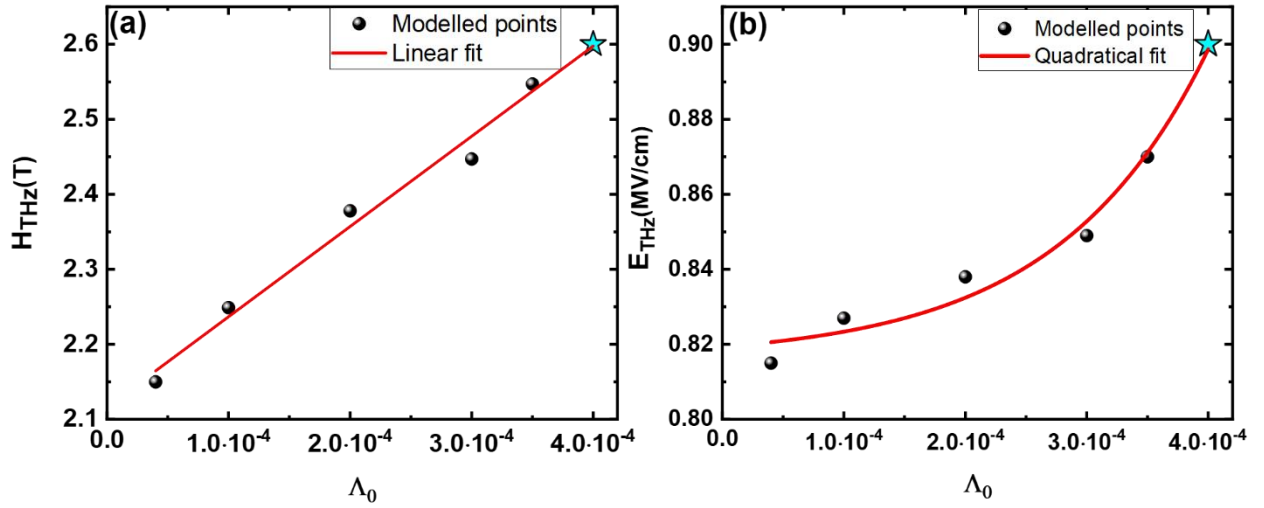 (a)
Modelled points
Linear fit
2.6
2.5
2.4
2.3
2.2
2.1
H_THz(T)
0.0 1.0·10⁻⁴ 2.0·10⁻⁴ 3.0·10⁻⁴ 4.0·10⁻⁴
Λ₀
(b)
Modelled points
Quadratical fit
0.90
0.88
0.86
0.84
0.82
0.80
E_THz(MV/cm)
0.0 1.0·10⁻⁴ 2.0·10⁻⁴ 3.0·10⁻⁴ 4.0·10⁻⁴
Λ₀